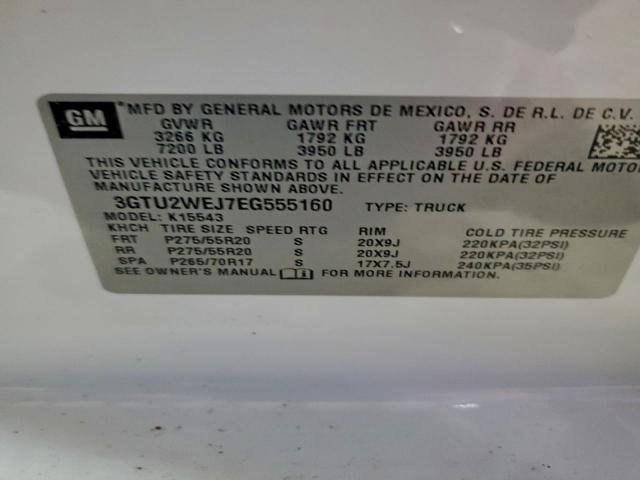 GM *MFD BY GENERAL MOTORS DE MEXICO, S. DE R.L. DE C.V.
GVWR GAWR FRT GAWR RR
3266 KG 1792 KG 1792 KG
7200 LB 3950 LB 3950 LB
THIS VEHICLE CONFORMS TO ALL APPLICABLE U.S. FEDERAL MOTO
VEHICLE SAFETY STANDARDS IN EFFECT ON THE DATE OF
MANUFACTURE SHOWN ABOVE.
3GTU2WEJ7EG555160 TYPE: TRUCK
MODEL: K15543
KHCH TIRE SIZE SPEED RTG RIM COLD TIRE PRESSURE
FRT P275/55R20 S 20X9J 220KPA(32PSI)
RR P275/55R20 S 20X9J 220KPA(32PSI)
SPA P265/70R17 S 17X7.5J 240KPA(35PSI)
SEE OWNER'S MANUAL FOR MORE INFORMATION.